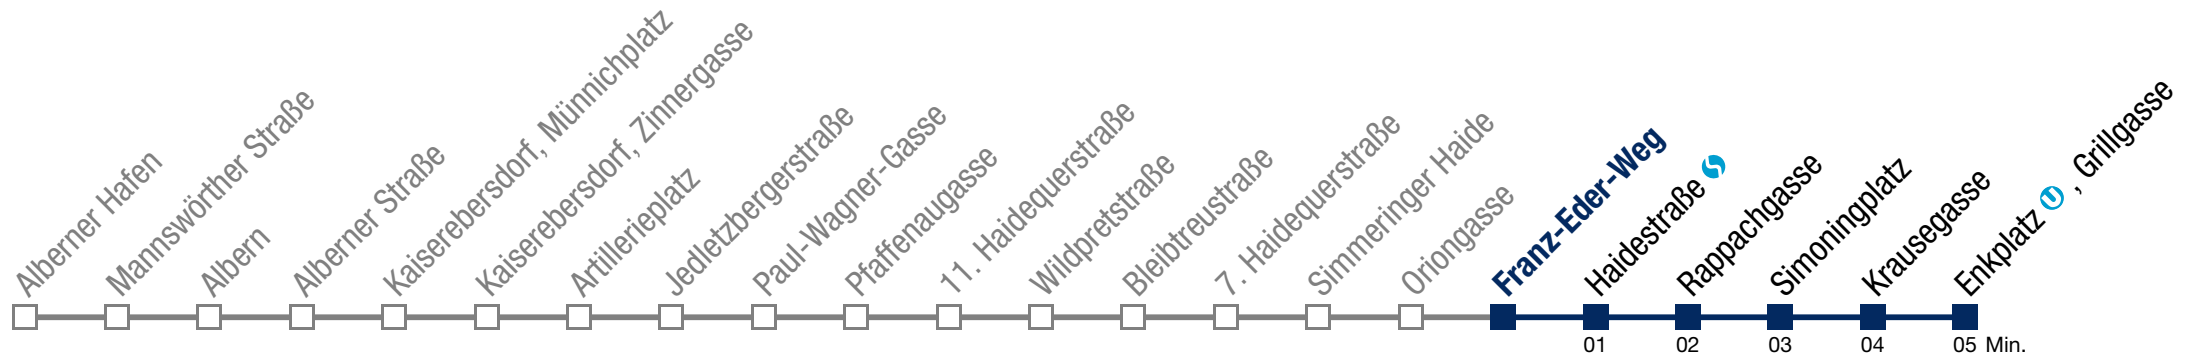 Alberner Hafen
Mannswörther Straße
Albern
Alberner Straße
Kaiserebersdorf, Münnichplatz
Kaiserebersdorf, Zinnergasse
Artillerieplatz
Jedletzbergerstraße
Paul-Wagner-Gasse
Pfaffenaugasse
11. Haidequerstraße
Wildpretstraße
Bleibtreustraße
7. Haidequerstraße
Simmeringer Haide
Oriongasse
Franz-Eder-Weg
Haidestraße S
Rappachgasse
Simoningplatz
Krausegasse
Enkplatz U , Grillgasse
01 02 03 04 05 Min.